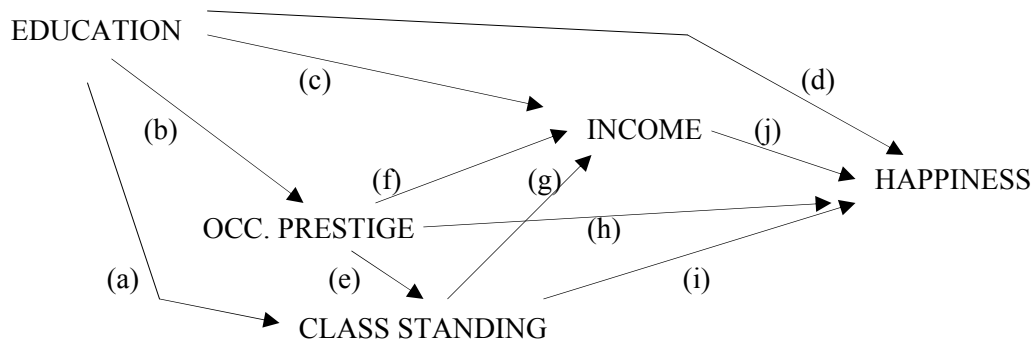 EDUCATION
(c)
(d)
(b)
INCOME
(j)
(f)
(g)
HAPPINESS
OCC. PRESTIGE
(h)
(a)
(e)
(i)
CLASS STANDING